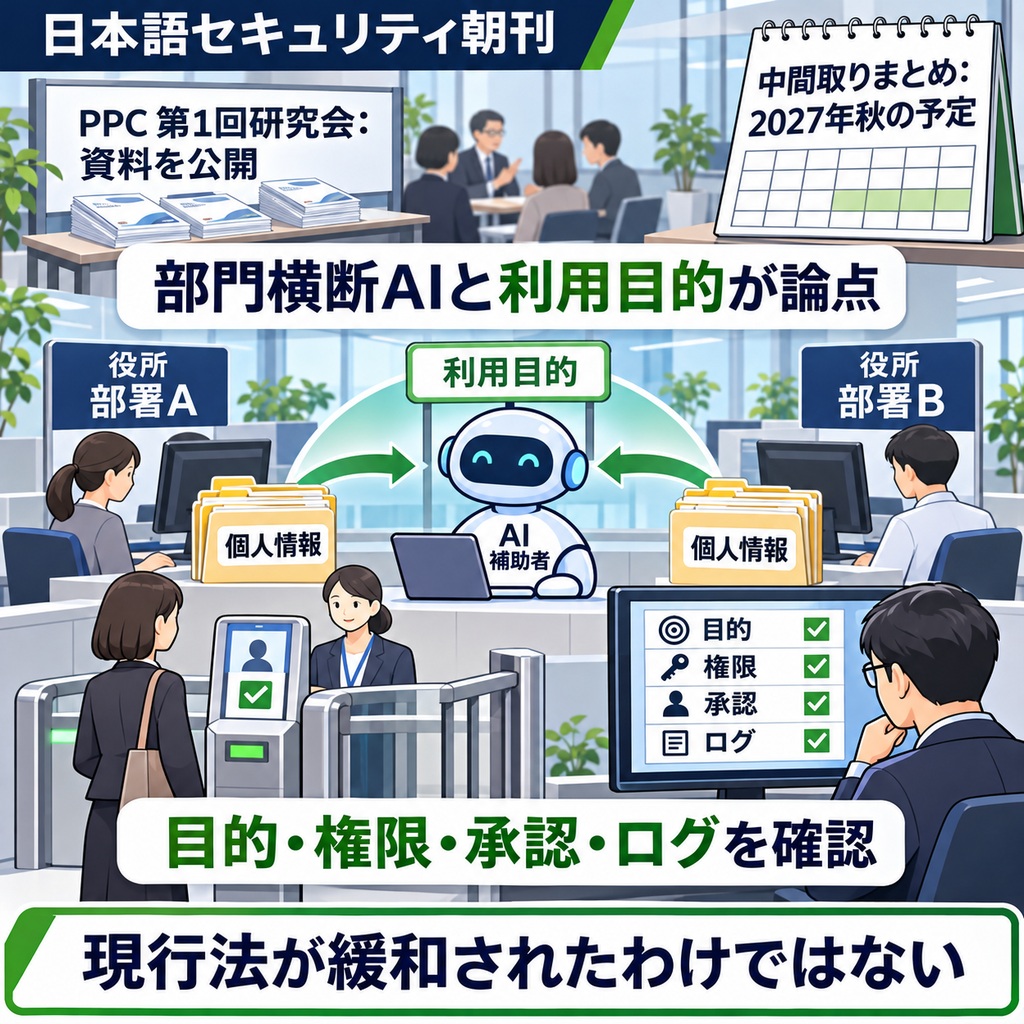 日本語セキュリティ朝刊
PPC 第1回研究会:
資料を公開
中間取りまとめ:
2027年秋の予定
部門横断AIと利用目的が論点
役所
部署A
利用目的
役所
部署B
個人情報
AI
補助者
個人情報
目的
権限
承認
ログ
目的・権限・承認・ログを確認
現行法が緩和されたわけではない